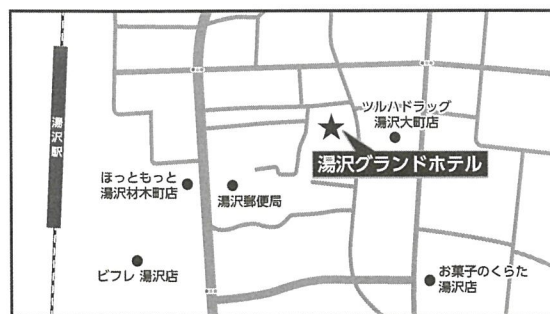 湯沢駅
ツルハドラッグ
湯沢大町店
湯沢グランドホテル
ほっともっと
湯沢材木町店
湯沢郵便局
ビフレ 湯沢店
お菓子のくらた
湯沢店